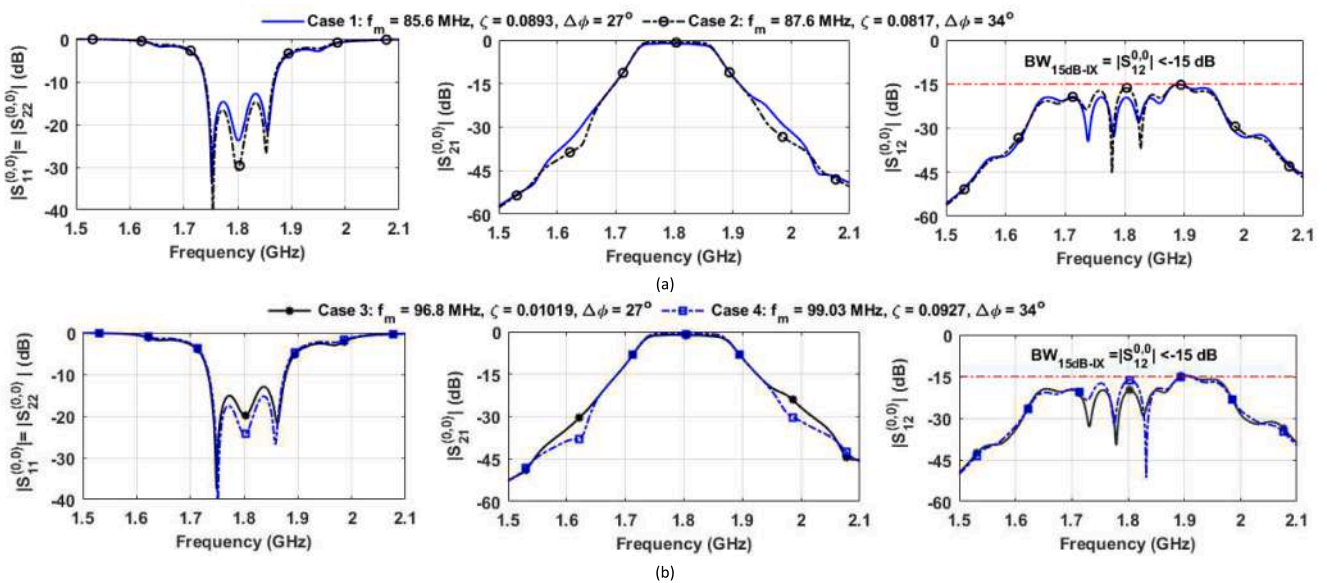 Case 1: f_m = 85.6 MHz, ζ = 0.0893, Δϕ = 27° Case 2: f_m = 87.6 MHz, ζ = 0.0817, Δϕ = 34°
|S_11^(0,0)|= |S_22^(0,0)| (dB)
0
-10
-20
-30
-40
1.5 1.6 1.7 1.8 1.9 2 2.1
Frequency (GHz)
|S_21^(0,0)| (dB)
0
-15
-30
-45
-60
1.5 1.6 1.7 1.8 1.9 2 2.1
Frequency (GHz)
|S_12^(0,0)| (dB)
BW_15dB-IX = |S_12^0,0| <-15 dB
0
-15
-30
-45
-60
1.5 1.6 1.7 1.8 1.9 2 2.1
Frequency (GHz)
(a)
Case 3: f_m = 96.8 MHz, ζ = 0.01019, Δϕ = 27° Case 4: f_m = 99.03 MHz, ζ = 0.0927, Δϕ = 34°
|S_11^(0,0)|= |S_22^(0,0)| (dB)
0
-10
-20
-30
-40
1.5 1.6 1.7 1.8 1.9 2 2.1
Frequency (GHz)
|S_21^(0,0)| (dB)
0
-15
-30
-45
-60
1.5 1.6 1.7 1.8 1.9 2 2.1
Frequency (GHz)
|S_12^(0,0)| (dB)
BW_15dB-IX =|S_12^0,0| <-15 dB
0
-15
-30
-45
-60
1.5 1.6 1.7 1.8 1.9 2 2.1
Frequency (GHz)
(b)